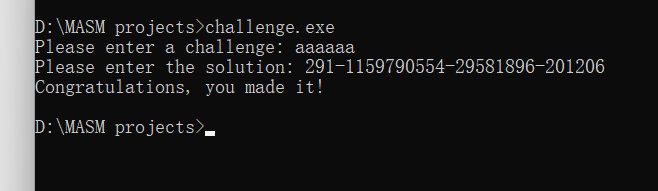 D:\MASM projects>challenge.exe
Please enter a challenge: aaaaaa
Please enter the solution: 291-1159790554-29581896-201206
Congratulations, you made it!
D:\MASM projects>